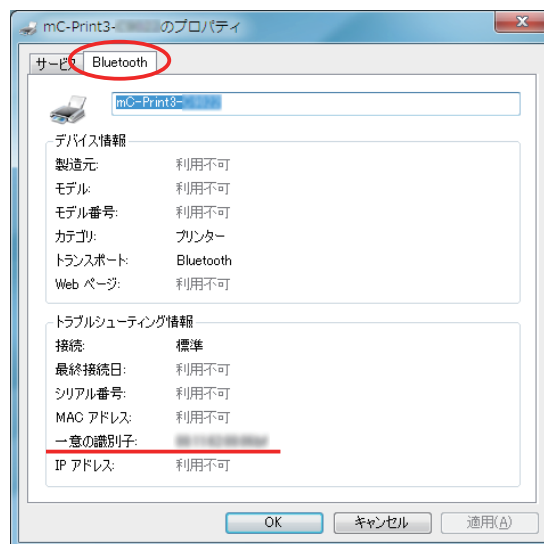 mC-Print3- のプロパティ
サービ Bluetooth
mC-Print3-
デバイス情報
製造元: 利用不可
モデル: 利用不可
モデル番号: 利用不可
カテゴリ: プリンター
トランスポート: Bluetooth
Web ページ: 利用不可
トラブルシューティング情報
接続: 標準
最終接続日: 利用不可
シリアル番号: 利用不可
MAC アドレス: 利用不可
一意の識別子:
IP アドレス: 利用不可
OK キャンセル 適用(A)